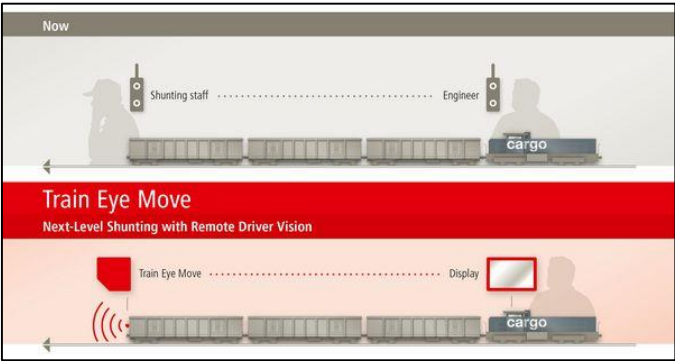 Now
Shunting staff
Engineer
cargo
Train Eye Move
Next-Level Shunting with Remote Driver Vision
Train Eye Move
Display
cargo